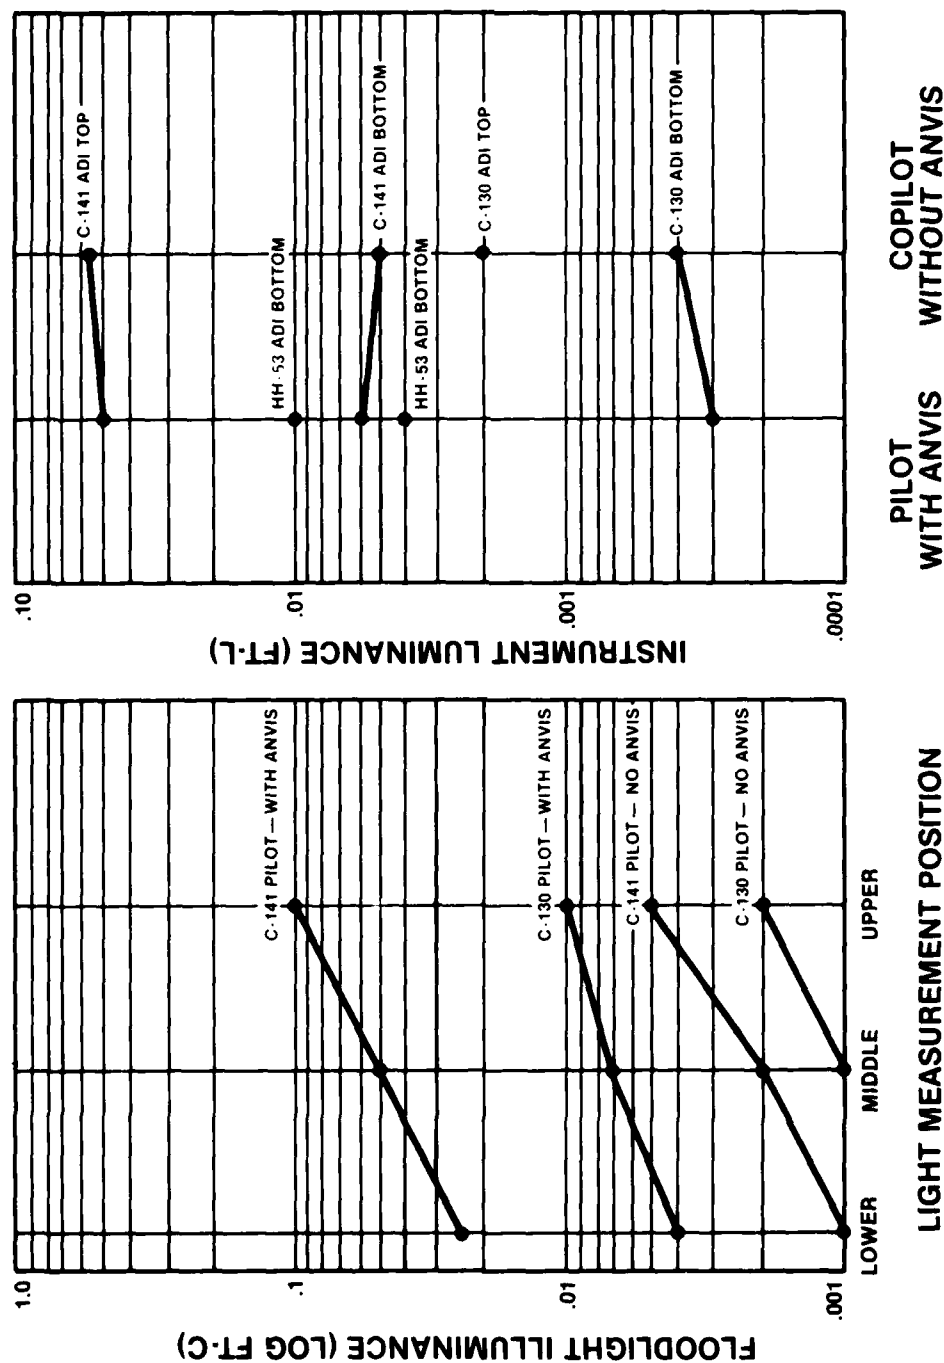 FLOODLIGHT ILLUMINANCE (LOG FT-C)
1.0
.1
.01
.001
C-141 PILOT — WITH ANVIS
C-130 PILOT — WITH ANVIS
C-141 PILOT — NO ANVIS
C-130 PILOT — NO ANVIS
LOWER
MIDDLE
UPPER
LIGHT MEASUREMENT POSITION
INSTRUMENT LUMINANCE (FT-L)
.10
.01
.001
.0001
C-141 ADI TOP
HH-53 ADI BOTTOM
C-141 ADI BOTTOM
HH-53 ADI BOTTOM
C-130 ADI TOP
C-130 ADI BOTTOM
PILOT
WITH ANVIS
COPILOT
WITHOUT ANVIS